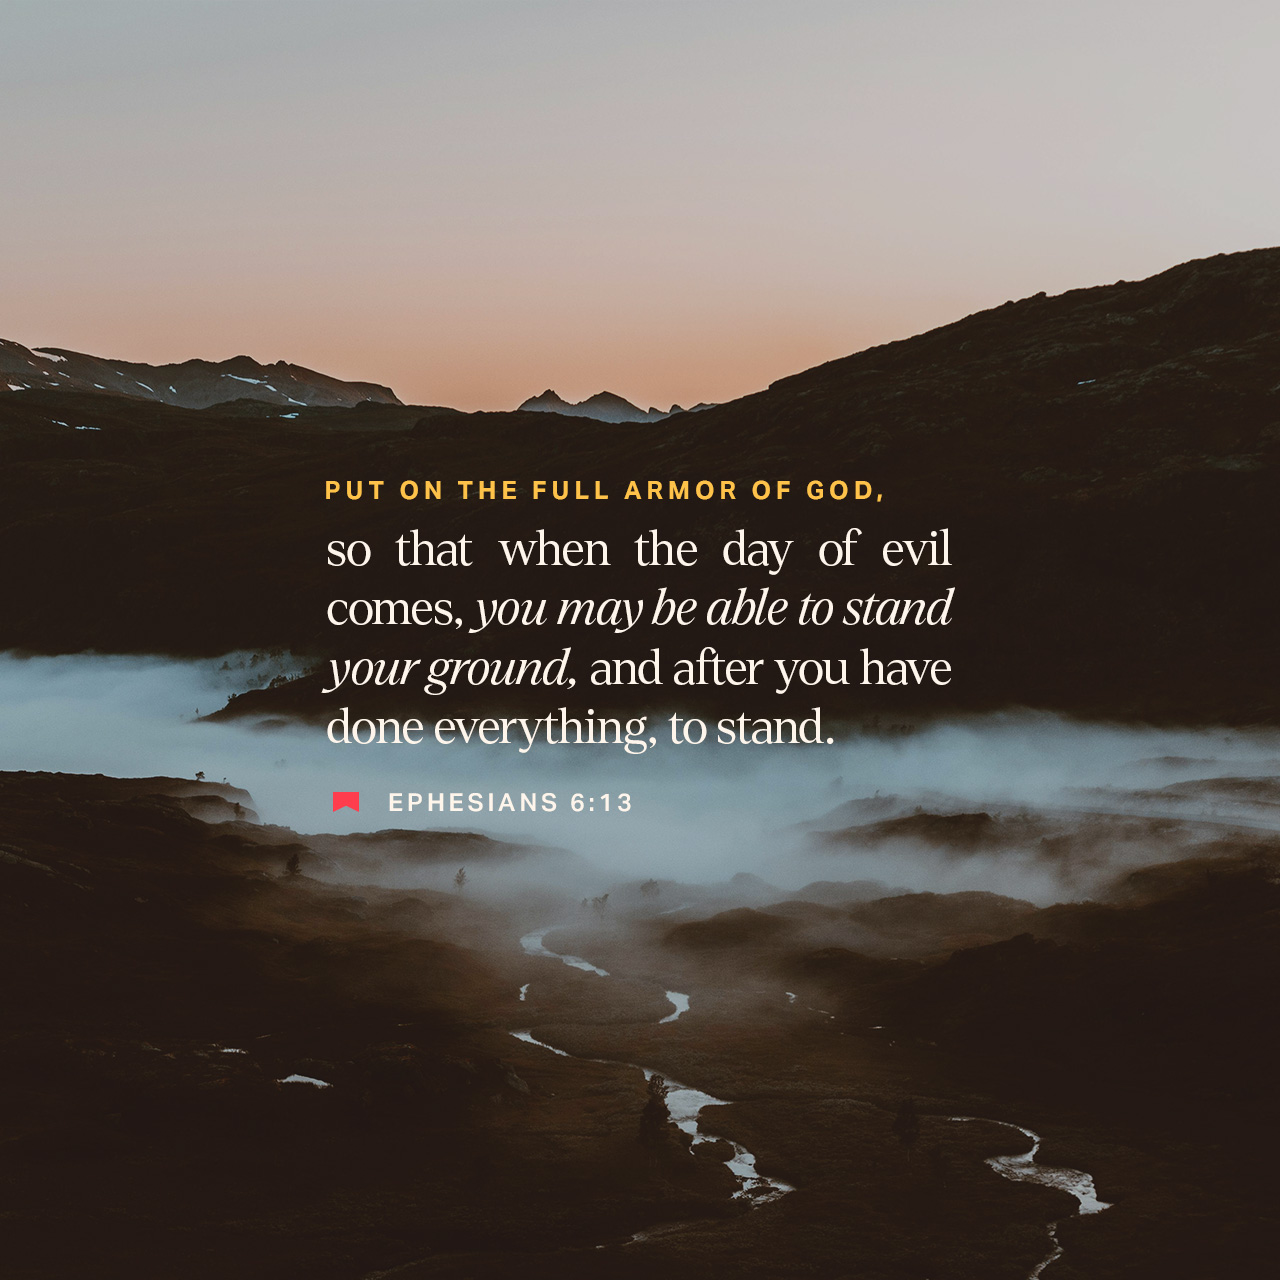 PUT ON THE FULL ARMOR OF GOD,
so that when the day of evil
comes, you may be able to stand
your ground, and after you have
done everything, to stand.
EPHESIANS 6:13